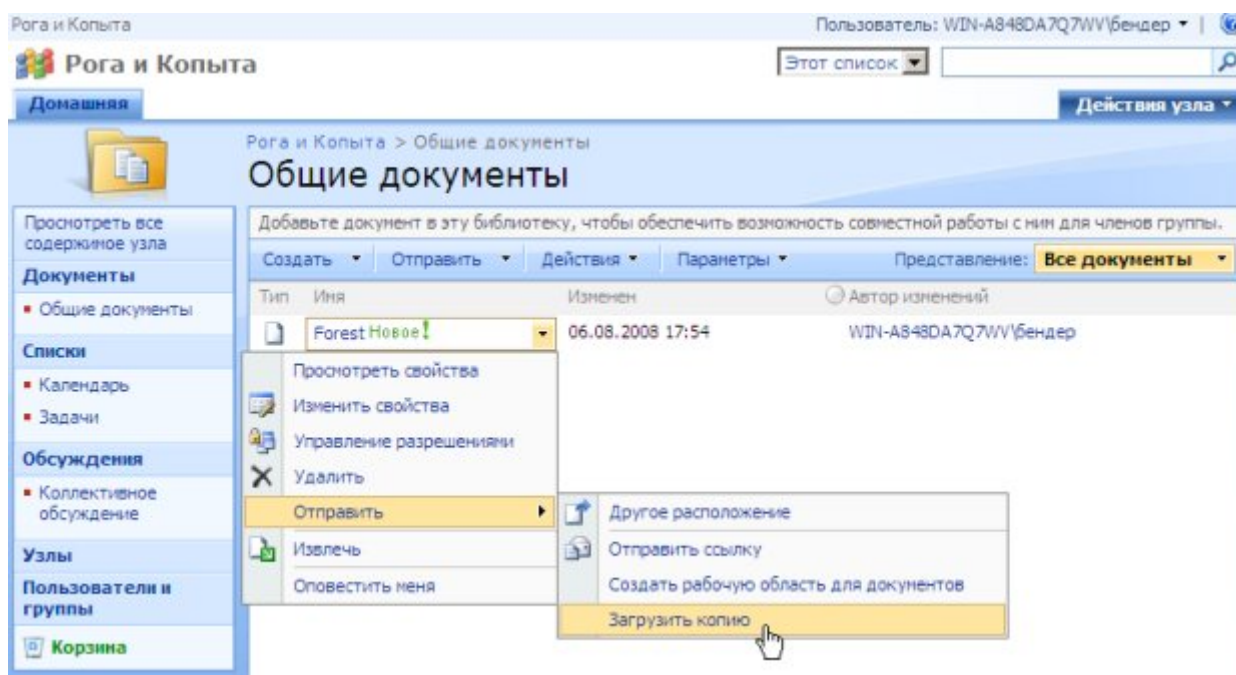 Рога и Копыта
Пользователь: WIN-A848DA7Q7WV\бендер
Рога и Копыта
Этот список
Домашняя
Действия узла
Рога и Копыта > Общие документы
Общие документы
Просмотреть все
содержимое узла
Документы
Общие документы
Списки
Календарь
Задачи
Обсуждения
Коллективное
обсуждение
Узлы
Пользователи и
группы
Корзина
Добавьте документ в эту библиотеку, чтобы обеспечить возможность совместной работы с ним для членов группы.
Создать Отправить Действия Параметры Представление: Все документы
Тип Имя Изменен Автор изменений
Forest Новое! 06.08.2008 17:54 WIN-A848DA7Q7WV\бендер
Просмотреть свойства
Изменить свойства
Управление разрешениями
Удалить
Отправить
Извлечь
Оповестить меня
Другое расположение
Отправить ссылку
Создать рабочую область для документов
Загрузить копию